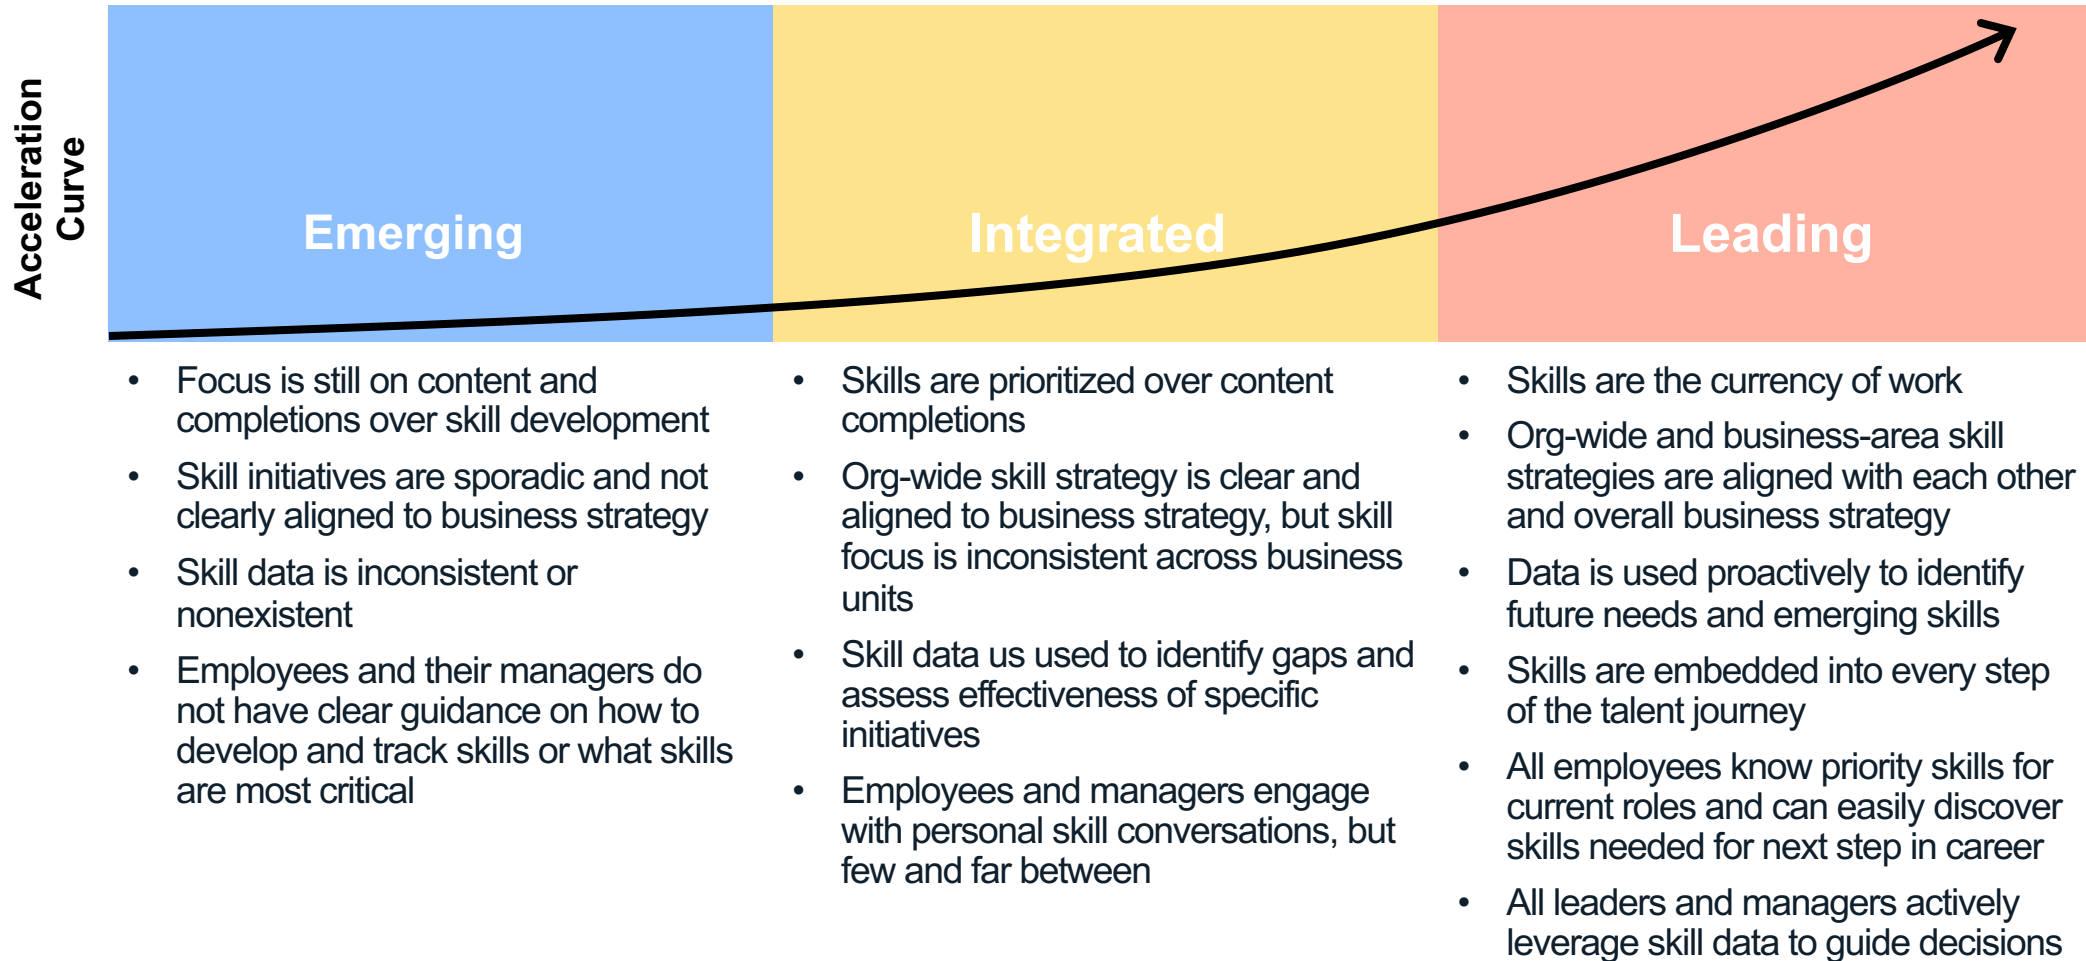 Acceleration
Curve
Emerging
Integrated
Leading
• Focus is still on content and
completions over skill development
• Skill initiatives are sporadic and not
clearly aligned to business strategy
• Skill data is inconsistent or
nonexistent
• Employees and their managers do
not have clear guidance on how to
develop and track skills or what skills
are most critical
• Skills are prioritized over content
completions
• Org-wide skill strategy is clear and
aligned to business strategy, but skill
focus is inconsistent across business
units
• Skill data us used to identify gaps and
assess effectiveness of specific
initiatives
• Employees and managers engage
with personal skill conversations, but
few and far between
• Skills are the currency of work
• Org-wide and business-area skill
strategies are aligned with each other
and overall business strategy
• Data is used proactively to identify
future needs and emerging skills
• Skills are embedded into every step
of the talent journey
• All employees know priority skills for
current roles and can easily discover
skills needed for next step in career
• All leaders and managers actively
leverage skill data to guide decisions